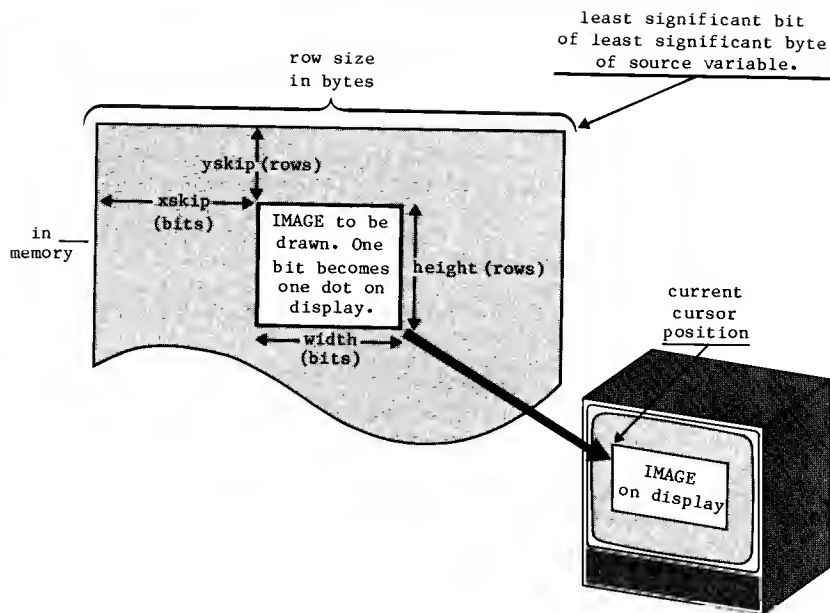 least significant bit
of least significant byte
of source variable.
row size
in bytes
yskip (rows)
xskip
(bits)
in
memory
IMAGE to be
drawn. One
bit becomes
one dot on
display.
height (rows)
width
(bits)
current
cursor
position
IMAGE
on display